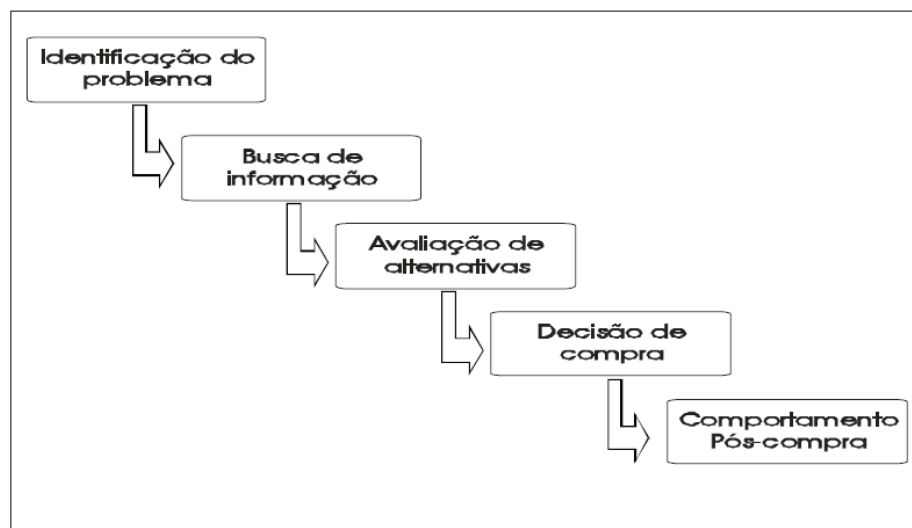 Identificação do
problema
Busca de
informação
Avaliação de
alternativas
Decisão de
compra
Comportamento
Pós-compra